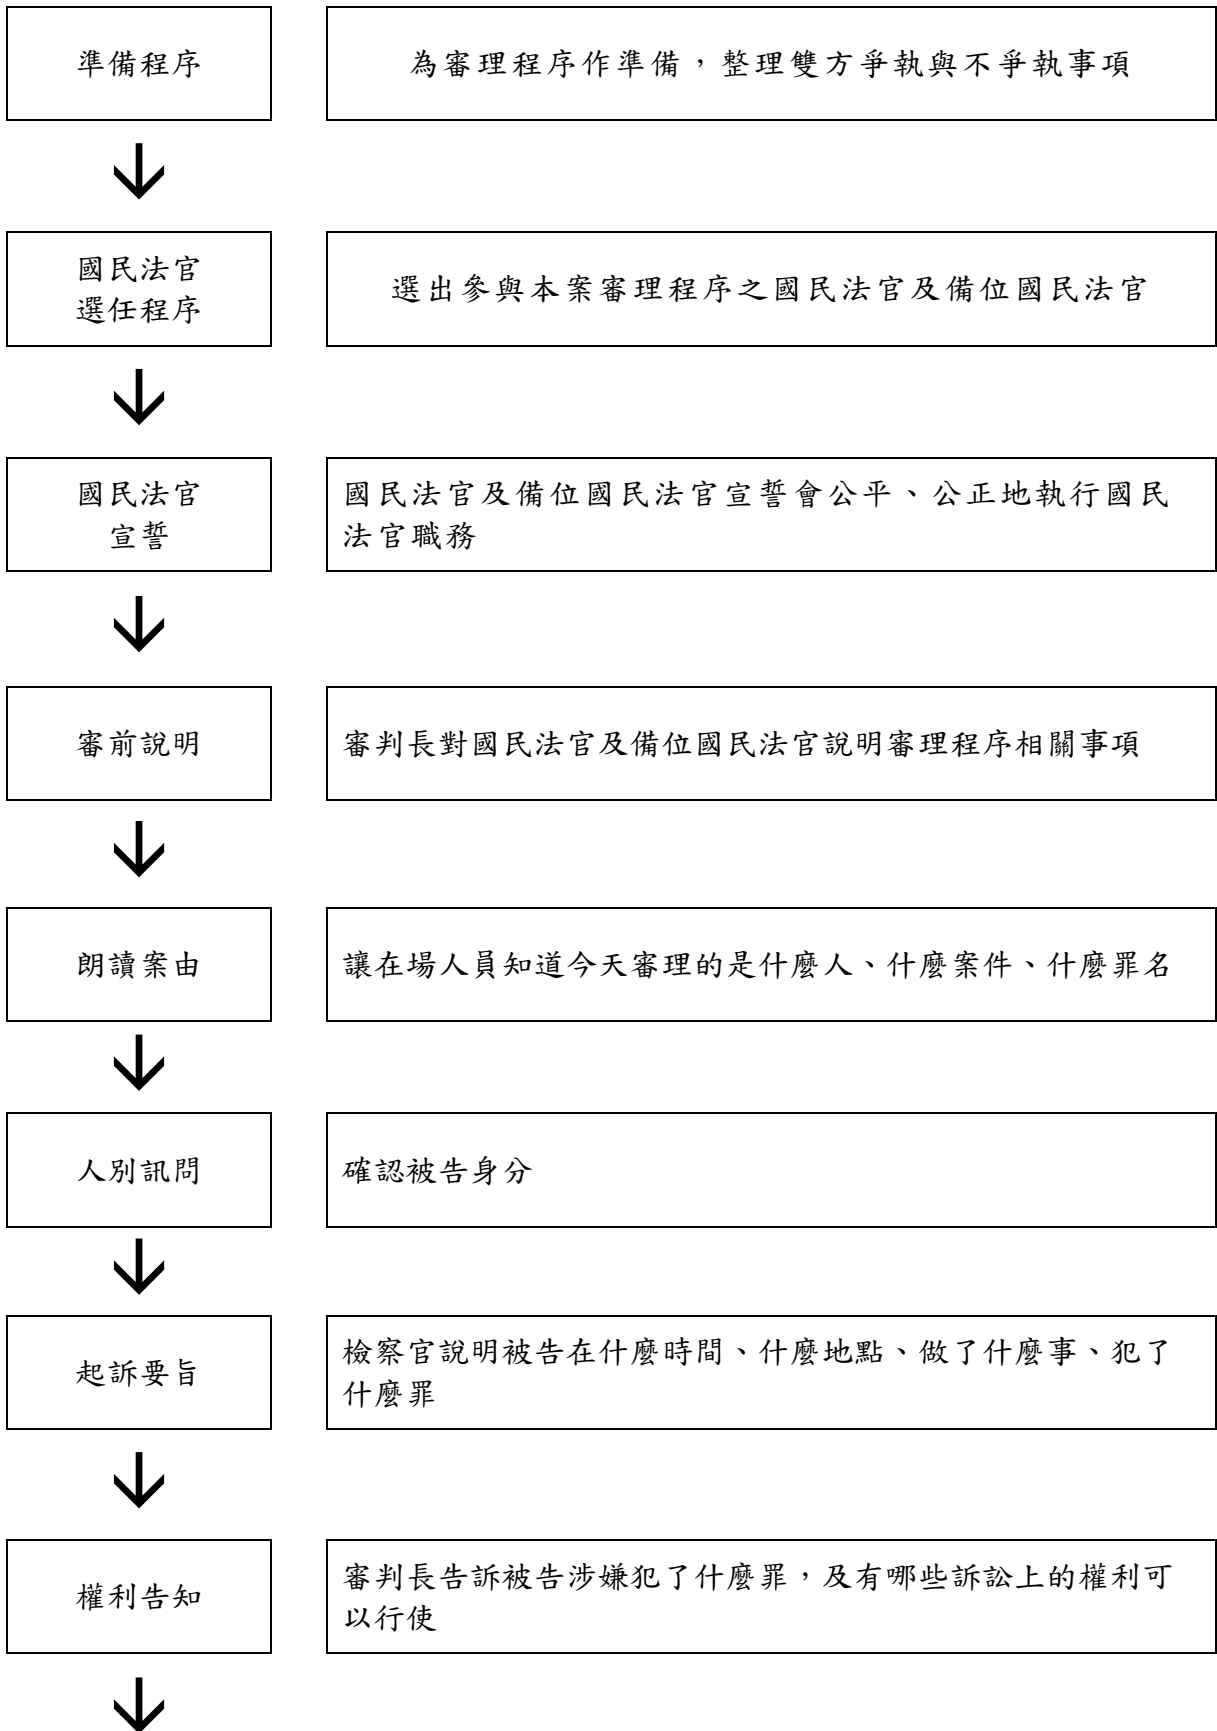 準備程序
為審理程序作準備，整理雙方爭執與不爭執事項
國民法官
選任程序
選出參與本案審理程序之國民法官及備位國民法官
國民法官
宣誓
國民法官及備位國民法官宣誓會公平、公正地執行國民
法官職務
審前說明
審判長對國民法官及備位國民法官說明審理程序相關事項
朗讀案由
讓在場人員知道今天審理的是什麼人、什麼案件、什麼罪名
人別訊問
確認被告身分
起訴要旨
檢察官說明被告在什麼時間、什麼地點、做了什麼事、犯了
什麼罪
權利告知
審判長告訴被告涉嫌犯了什麼罪，及有哪些訴訟上的權利可
以行使